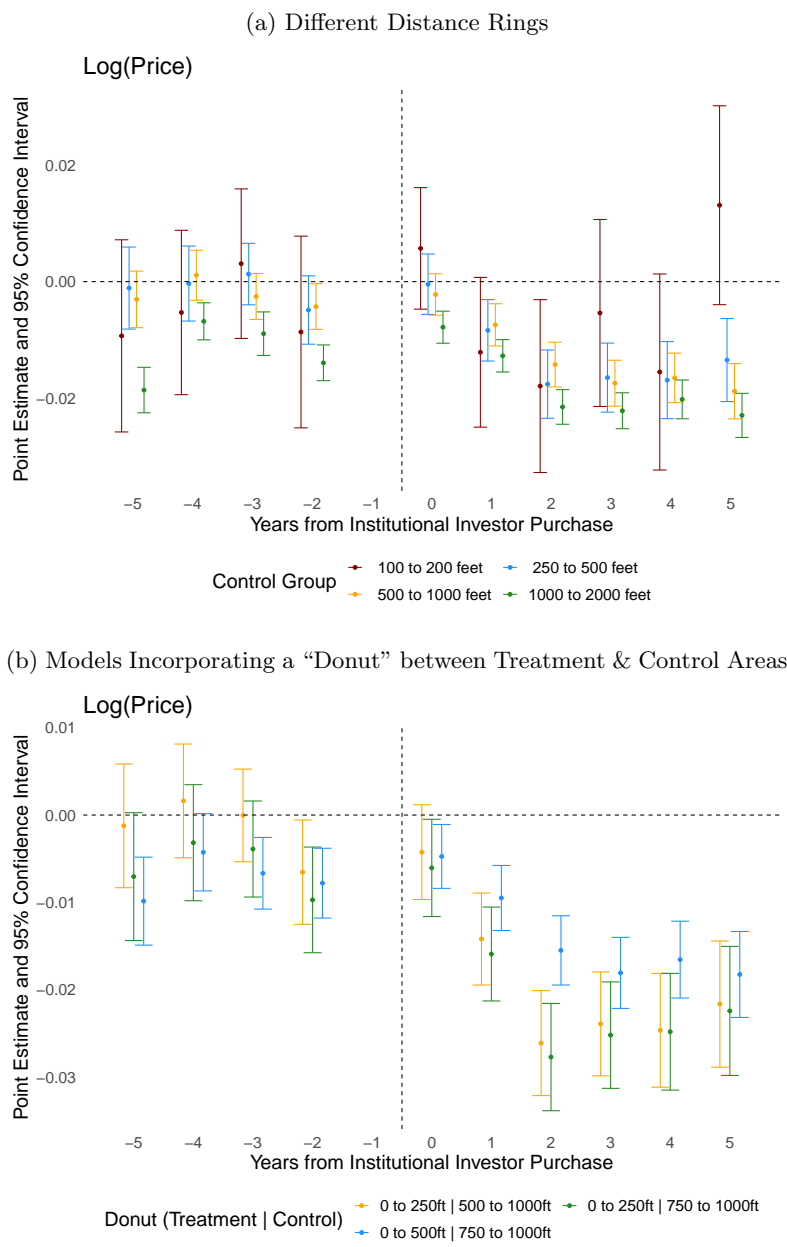 (a) Different Distance Rings
Log(Price)
Point Estimate and 95% Confidence Interval
0.02
0.00
−0.02
−5 −4 −3 −2 −1 0 1 2 3 4 5
Years from Institutional Investor Purchase
Control Group
100 to 200 feet 250 to 500 feet
500 to 1000 feet 1000 to 2000 feet
(b) Models Incorporating a “Donut” between Treatment & Control Areas
Log(Price)
Point Estimate and 95% Confidence Interval
0.01
0.00
−0.01
−0.02
−0.03
−5 −4 −3 −2 −1 0 1 2 3 4 5
Years from Institutional Investor Purchase
Donut (Treatment | Control)
0 to 250ft | 500 to 1000ft 0 to 250ft | 750 to 1000ft
0 to 500ft | 750 to 1000ft